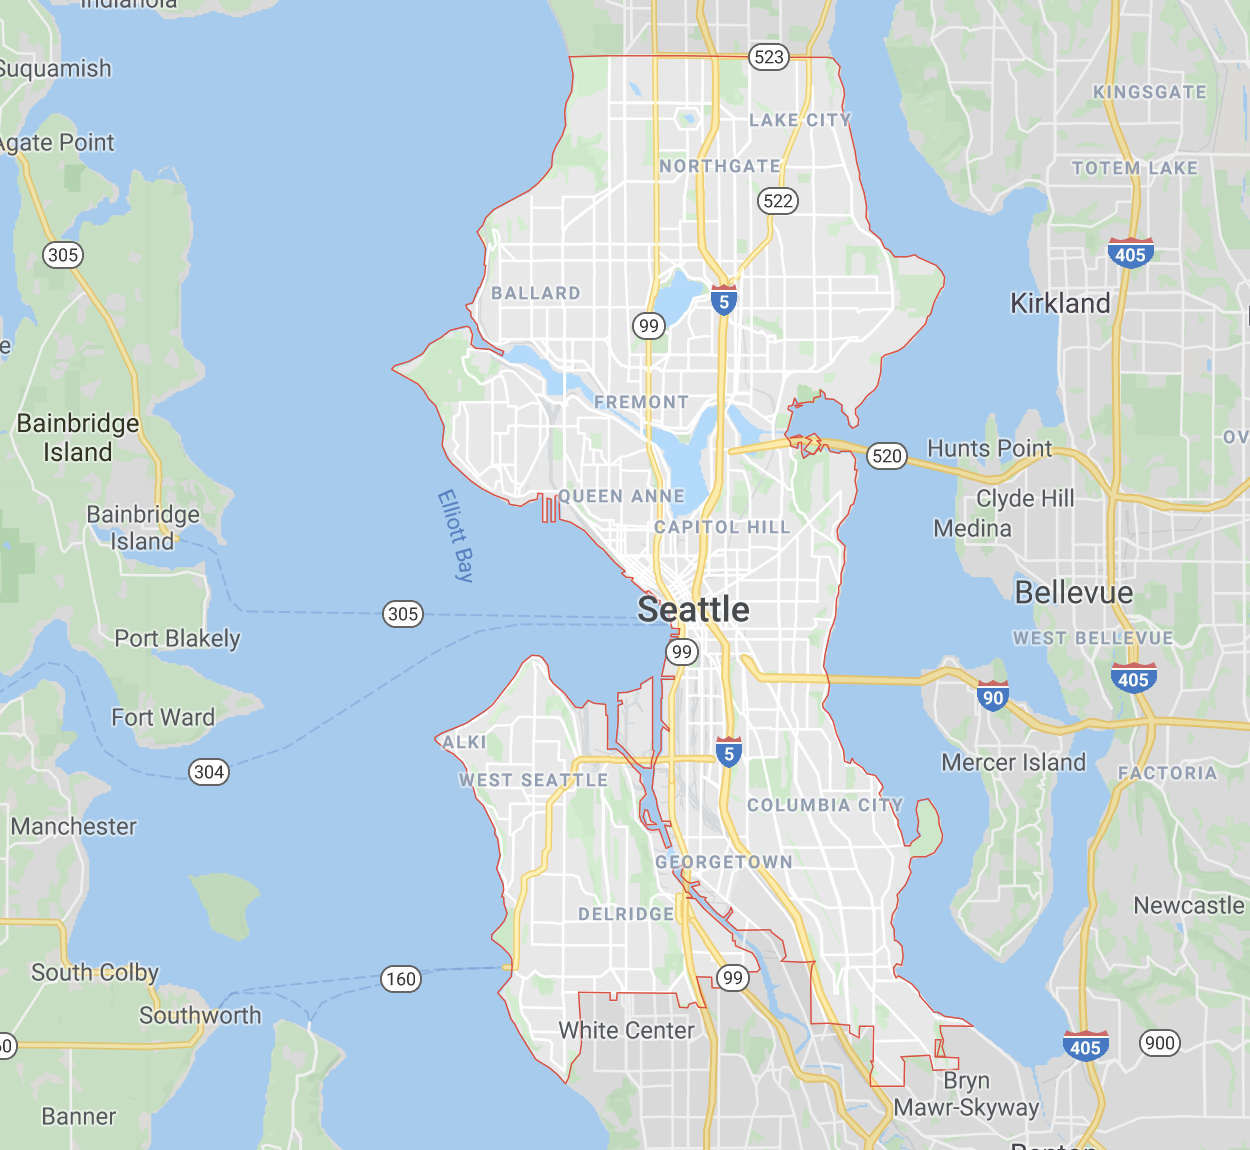 Indianola
523
Suquamish
KINGSGATE
LAKE CITY
Agate Point
NORTHGATE
TOTEM LAKE
522
305
405
BALLARD
5
Kirkland
99
FREMONT
Bainbridge
Island
OV
Hunts Point
520
QUEEN ANNE
Clyde Hill
Bainbridge
Island
Elliott Bay
CAPITOL HILL
Medina
Bellevue
305
Seattle
Port Blakely
WEST BELLEVUE
99
405
90
Fort Ward
ALKI
5
304
WEST SEATTLE
Mercer Island
FACTORIA
COLUMBIA CITY
Manchester
GEORGETOWN
Newcastle
DELRIDGE
South Colby
160
99
Southworth
White Center
405
900
60
Bryn
Mawr-Skyway
Banner
Renton